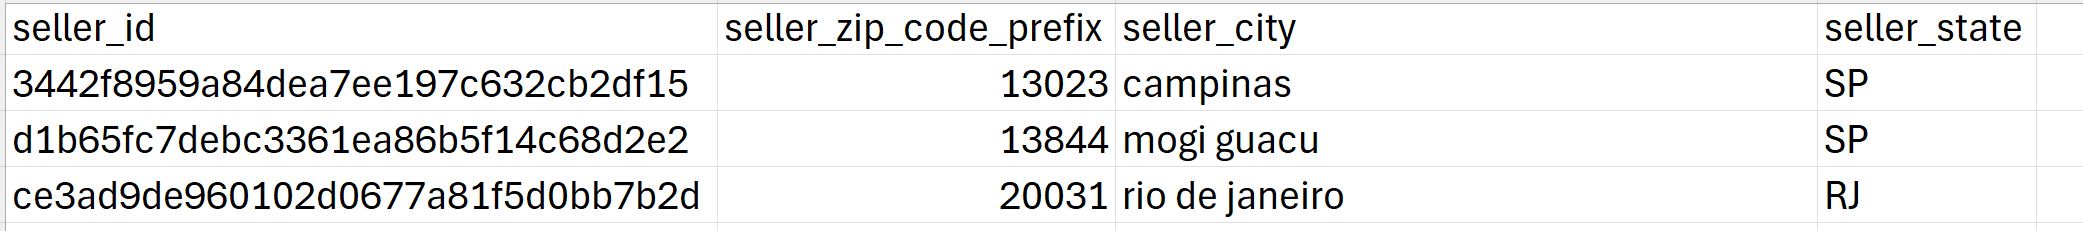 seller_id seller_zip_code_prefix seller_city seller_state
3442f8959a84dea7ee197c632cb2df15 13023 campinas SP
d1b65fc7debc3361ea86b5f14c68d2e2 13844 mogi guacu SP
ce3ad9de960102d0677a81f5d0bb7b2d 20031 rio de janeiro RJ